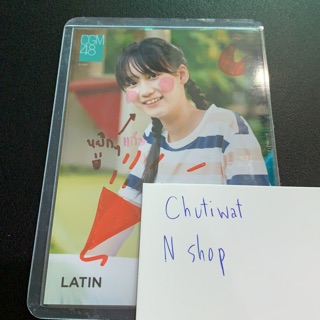 CGM
48
LATIN
Chutiwat
N shop